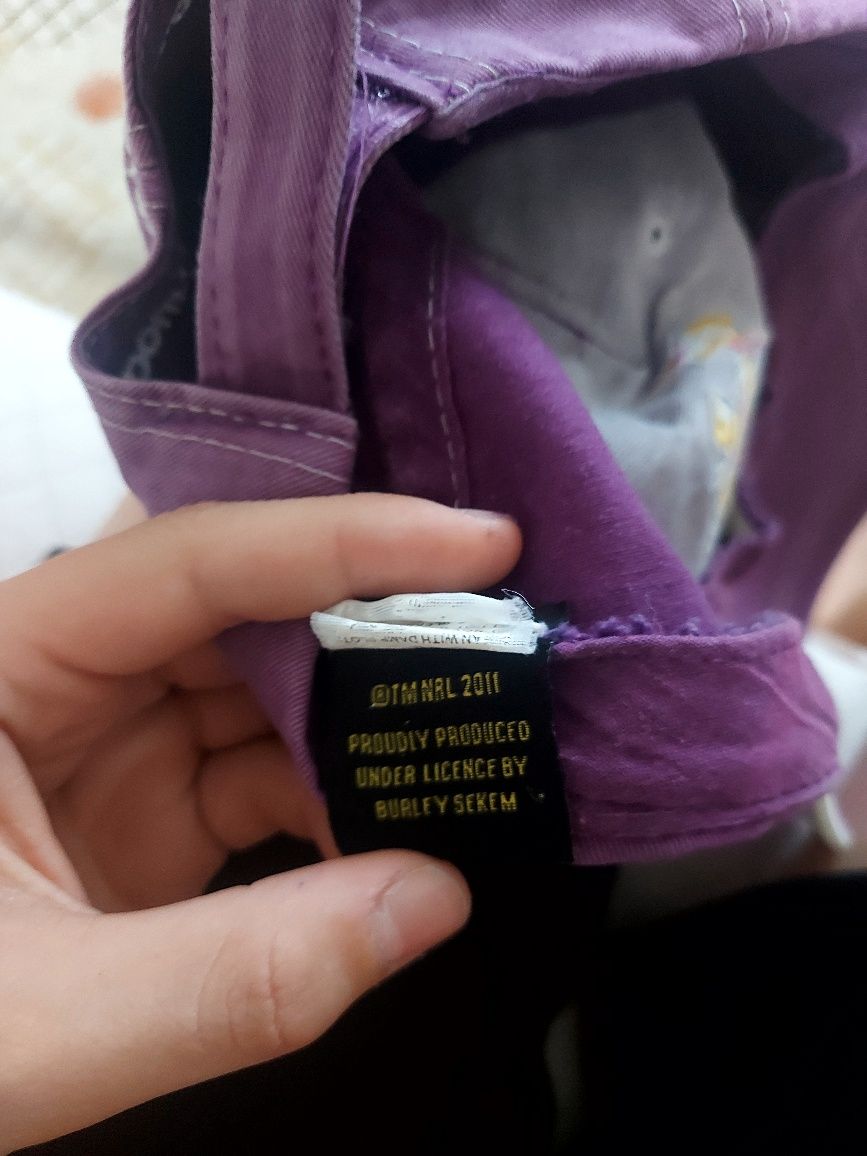 ®TM NRL 2011
PROUDLY PRODUCED
UNDER LICENCE BY
BURLEY SEKEM